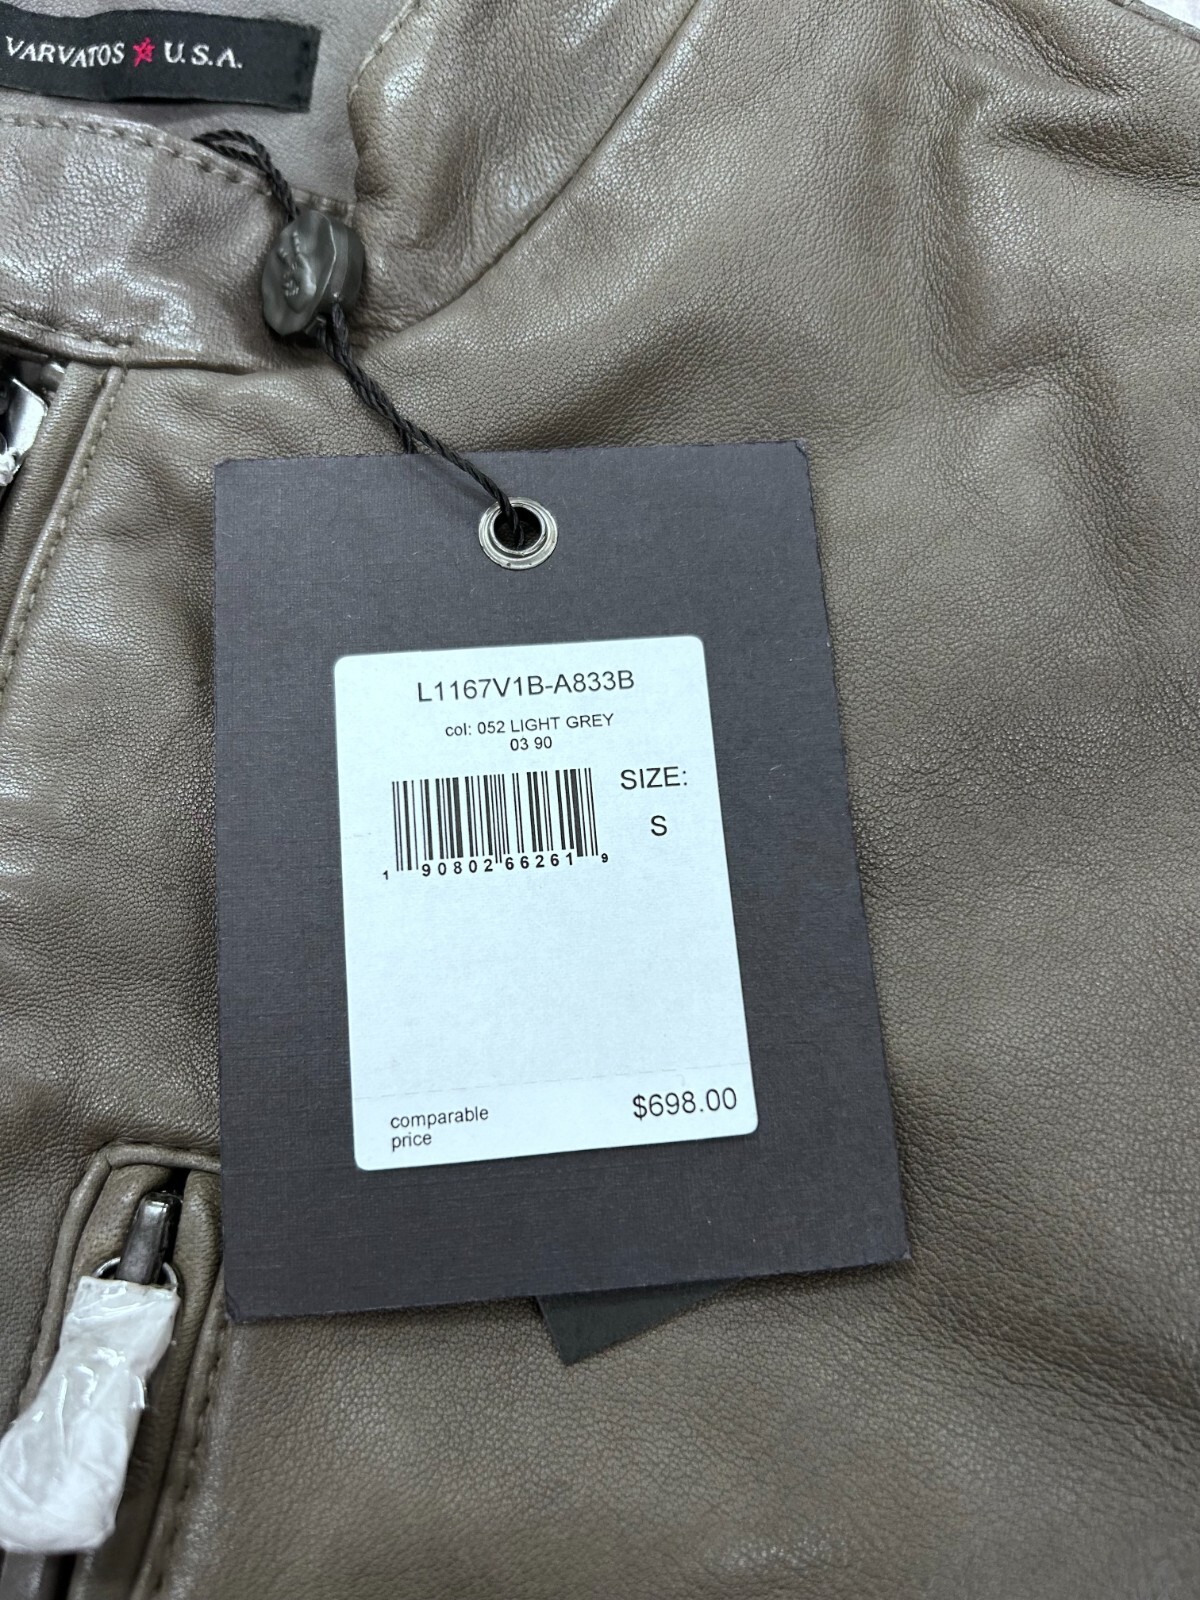 VARVATOS ★ U.S.A.
L1167V1B-A833B
col: 052 LIGHT GREY
03 90
SIZE:
S
1 90802 66261 9
comparable
price
$698.00